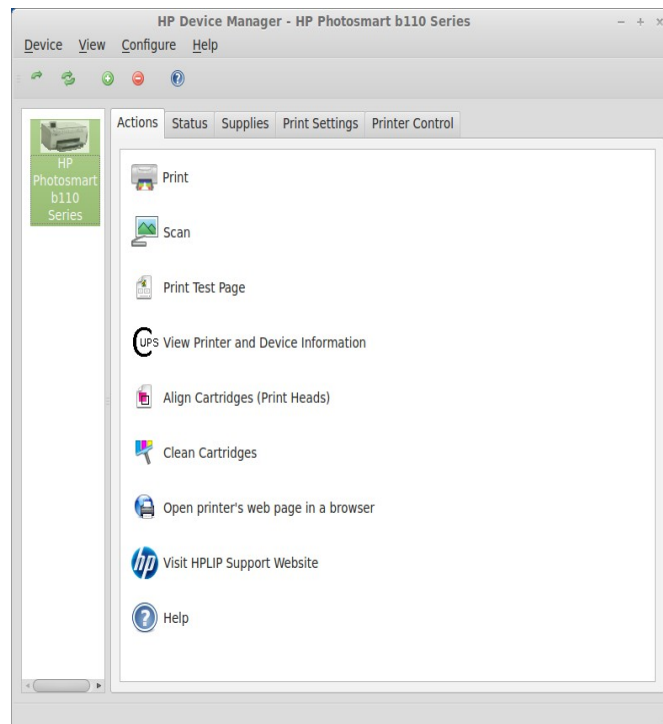 HP Device Manager - HP Photosmart b110 Series
Device View Configure Help
HP
Photosmart
b110
Series
Actions Status Supplies Print Settings Printer Control
Print
Scan
Print Test Page
CUPS View Printer and Device Information
Align Cartridges (Print Heads)
Clean Cartridges
Open printer's web page in a browser
hp Visit HPLIP Support Website
Help